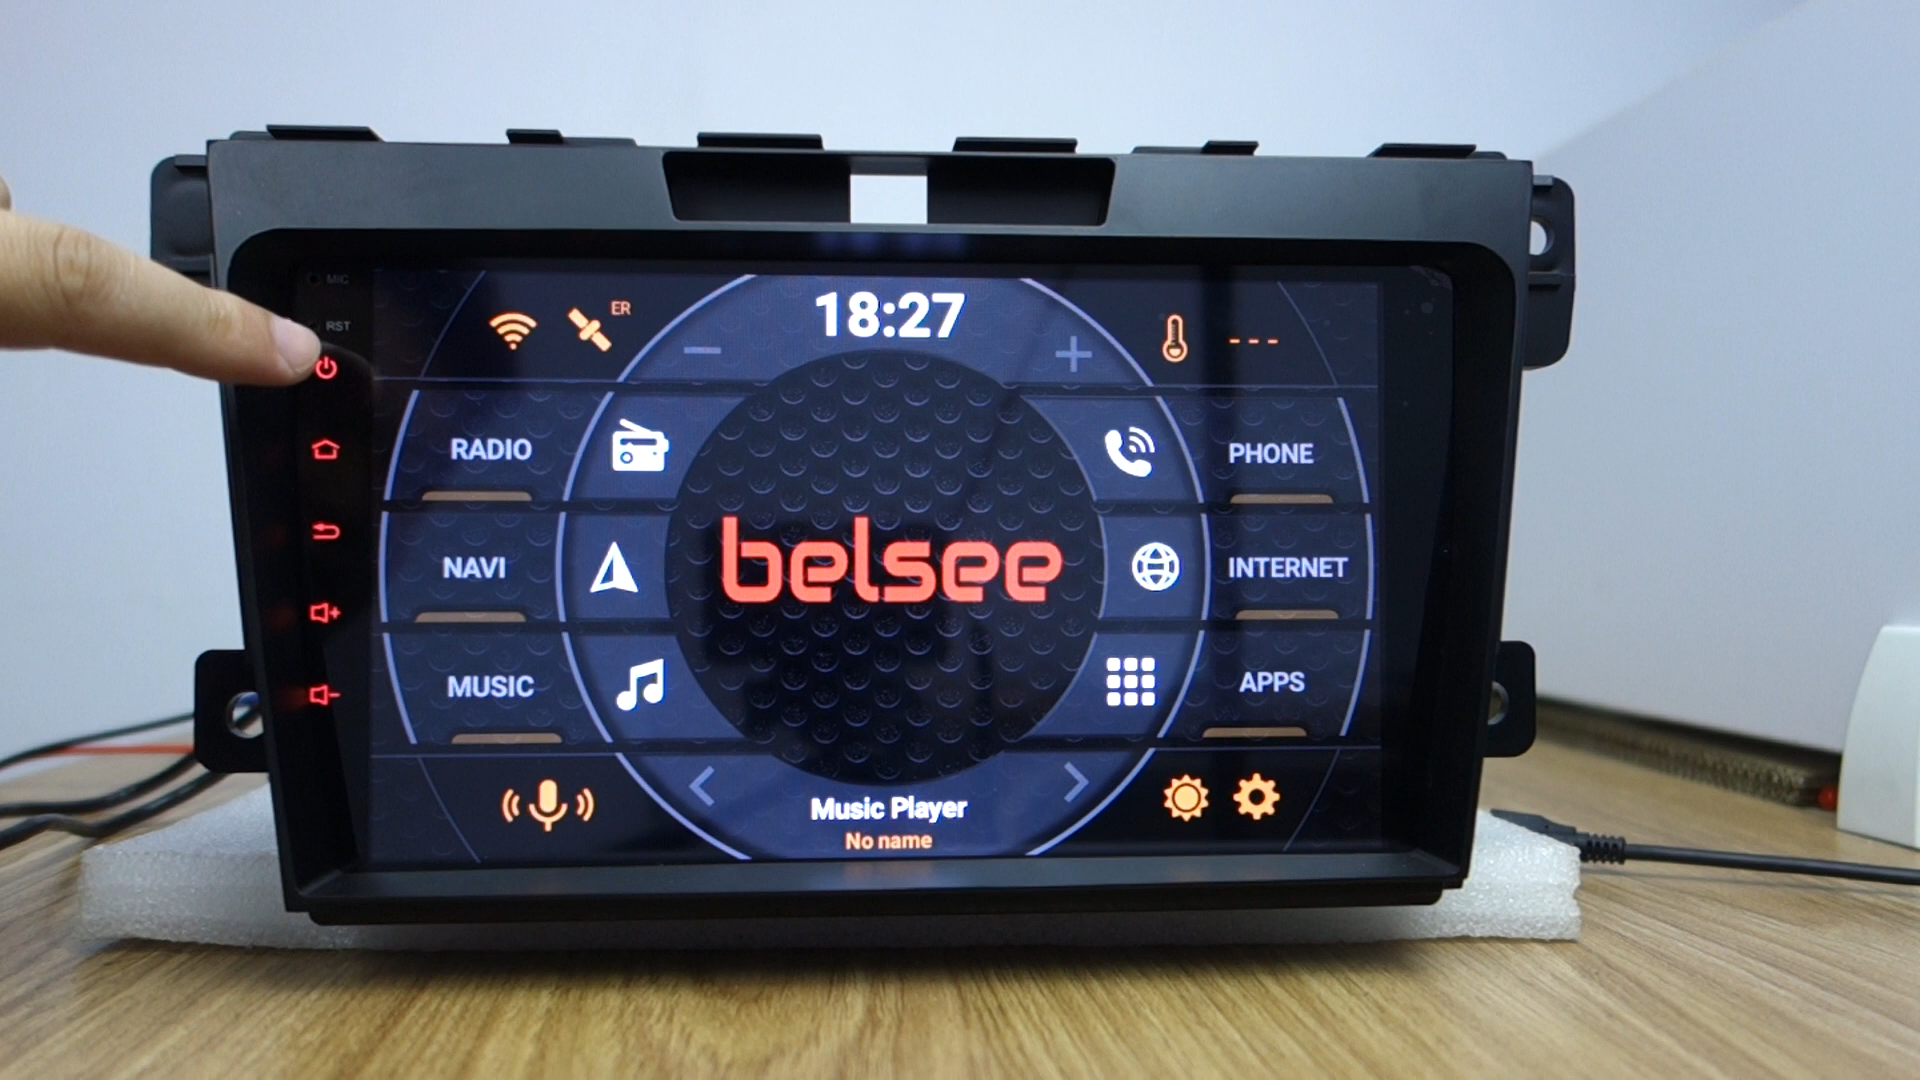 MIC
RST
ER
18:27
- - -
RADIO
PHONE
NAVI
belsee
INTERNET
MUSIC
APPS
Music Player
No name